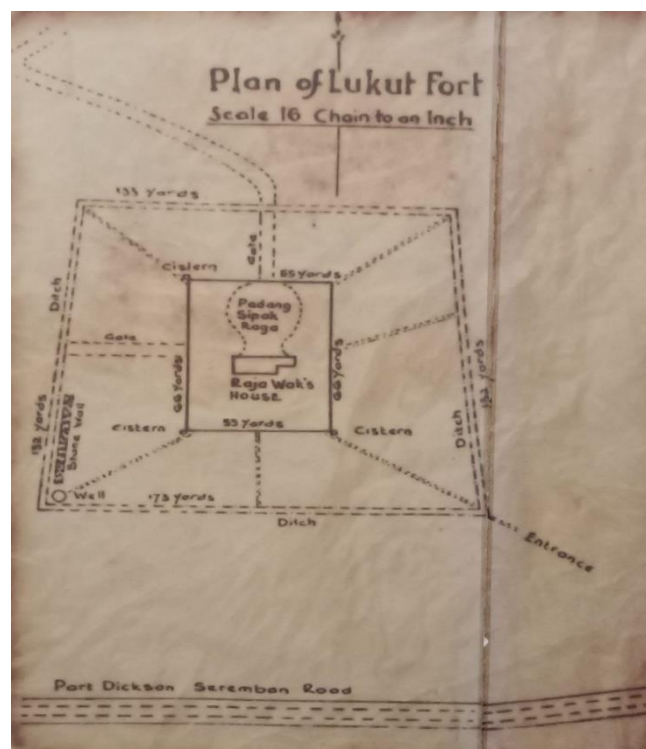 Plan of Lukut Fort
Scale 16 Chain to an Inch
133 Yards
Gate
Cistern
55 Yards
Ditch
Padang
Sipak
Raga
Gate
66 Yards
66 Yards
Raja Wok's
House
132 Yards
Stone Wall
Cistern
55 Yards
Cistern
Ditch
132 Yards
Well
173 Yards
Ditch
Entrance
Port Dickson Seremban Road